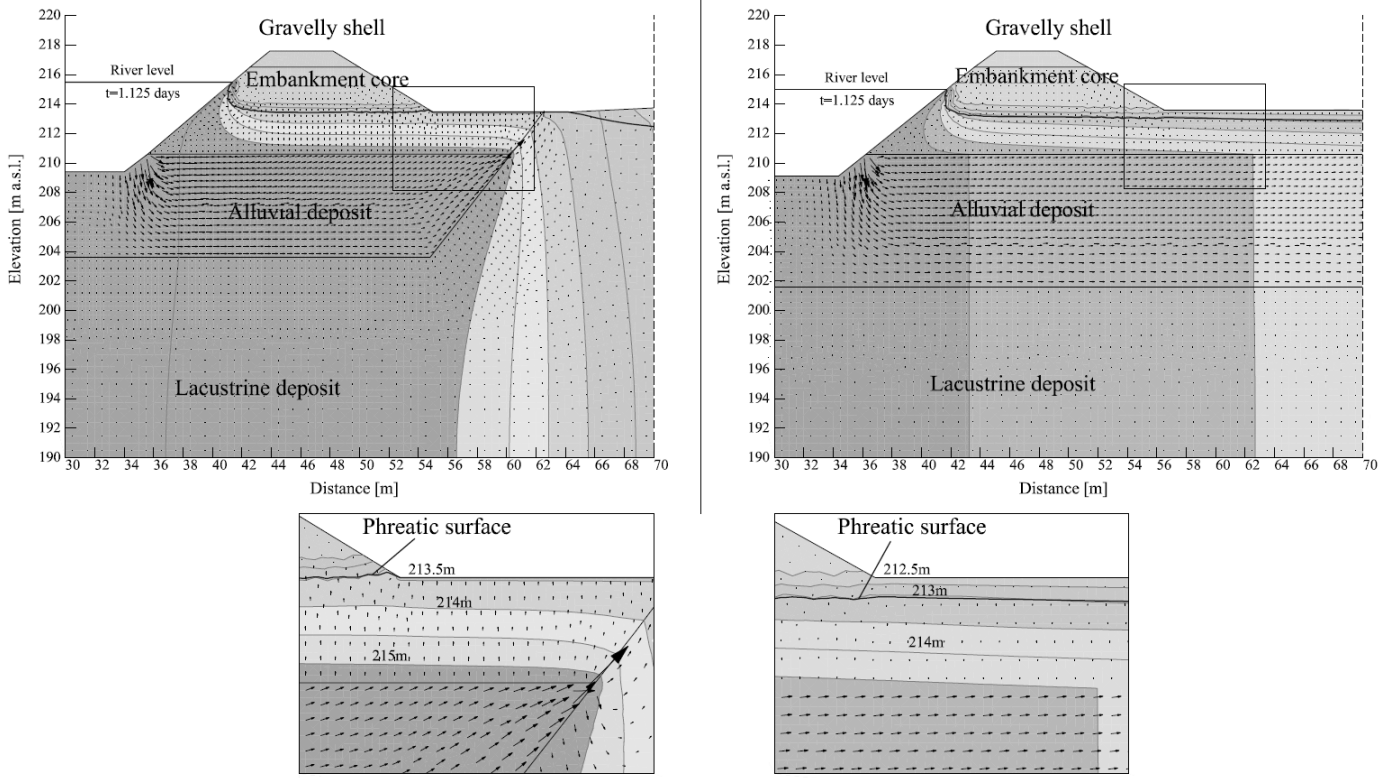 220
218
216
214
212
210
208
206
204
202
200
198
196
194
192
190
Elevation [m a.s.l.]
Gravelly shell
River level
t=1.125 days
Embankment core
Alluvial deposit
Lacustrine deposit
30 32 34 36 38 40 42 44 46 48 50 52 54 56 58 60 62 64 66 68 70
Distance [m]
220
218
216
214
212
210
208
206
204
202
200
198
196
194
192
190
Elevation [m a.s.l.]
Gravelly shell
River level
t=1.125 days
Embankment core
Alluvial deposit
Lacustrine deposit
30 32 34 36 38 40 42 44 46 48 50 52 54 56 58 60 62 64 66 68 70
Distance [m]
Phreatic surface
213.5m
214m
215m
Phreatic surface
212.5m
213m
214m